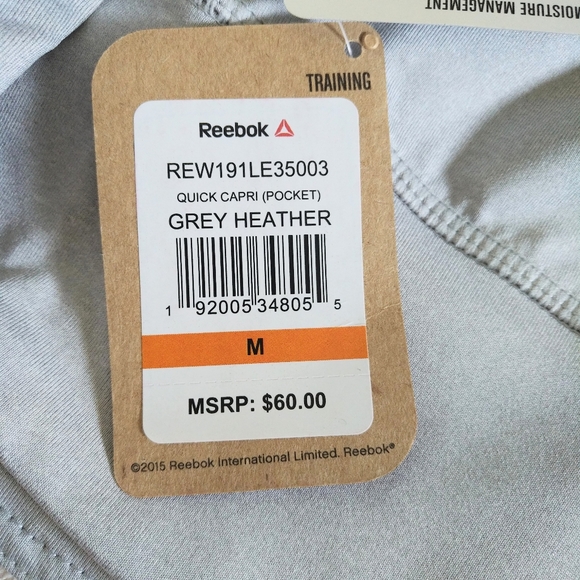 MOISTURE MANAGEMENT
TRAINING
Reebok
REW191LE35003
QUICK CAPRI (POCKET)
GREY HEATHER
1 92005 34805 5
M
MSRP: $60.00
©2015 Reebok International Limited. Reebok®